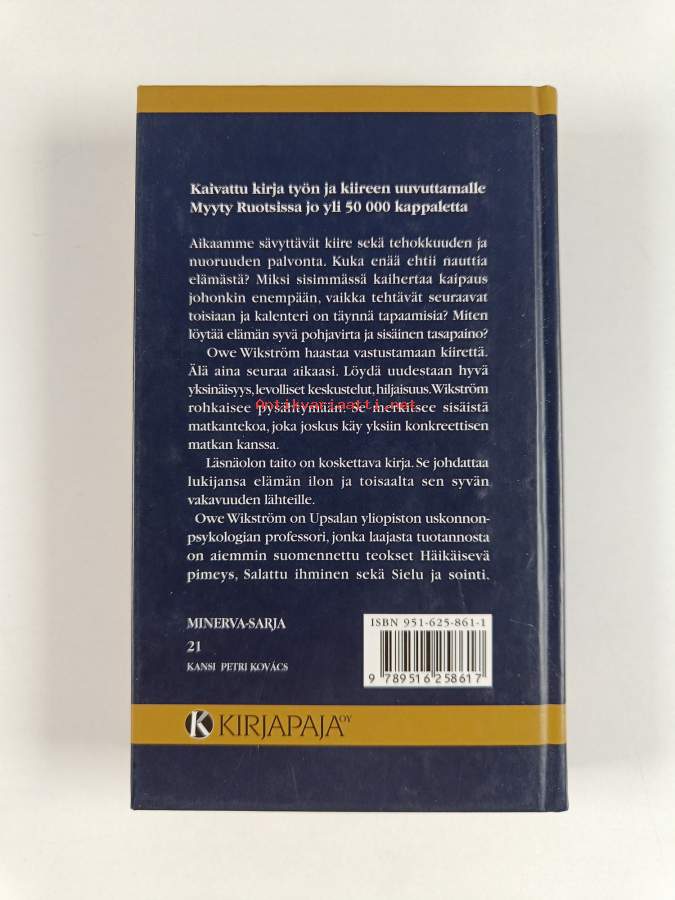 Kaivattu kirja työn ja kiireen uuvuttamalle
Myyty Ruotsissa jo yli 50 000 kappaletta
Aikaamme sävyttävät kiire sekä tehokkuuden ja
nuoruuden palvonta. Kuka enää ehtii nauttia
elämästä? Miksi sisimmässä kaihertaa kaipaus
johonkin enempään, vaikka tehtävät seuraavat
toisiaan ja kalenteri on täynnä tapaamisia? Miten
löytää elämän syvä pohjavirta ja sisäinen tasapaino?
Owe Wikström haastaa vastustamaan kiirettä.
Älä aina seuraa aikaasi. Löydä uudestaan hyvä
yksinäisyys, levolliset keskustelut, hiljaisuus. Wikström
Antikvariaatti.net
rohkaisee pysähtymään. Se merkitsee sisäistä
matkantekoa, joka joskus käy yksiin konkreettisen
matkan kanssa.
Läsnäolon taito on koskettava kirja. Se johdattaa
lukijansa elämän ilon ja toisaalta sen syvän
vakavuuden lähteille.
Owe Wikström on Upsalan yliopiston uskonnon-
psykologian professori, jonka laajasta tuotannosta
on aiemmin suomennettu teokset Häikäisevä
pimeys, Salattu ihminen sekä Sielu ja sointi.
MINERVA-SARJA
21
KANSI PETRI KOVÁCS
ISBN 951-625-861-1
9 789516 258617
K KIRJAPAJA OY